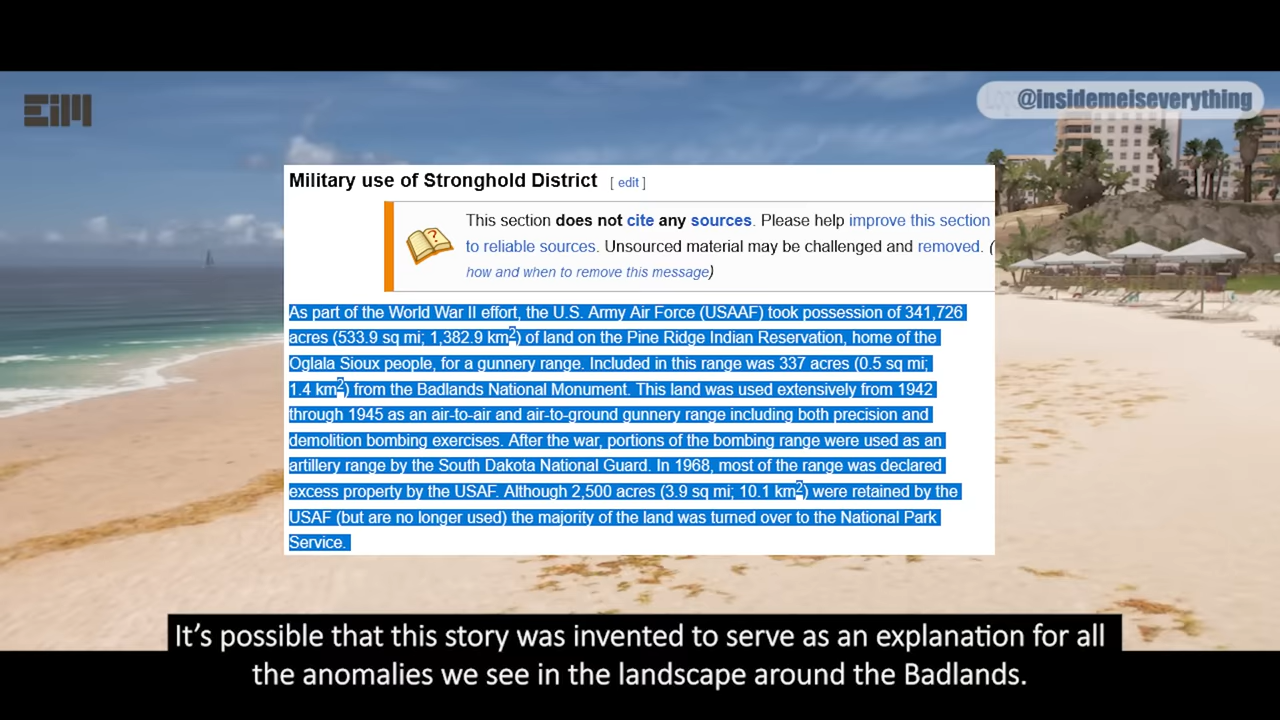 EiM
@insidemeiseverything
Military use of Stronghold District [ edit ]
This section does not cite any sources. Please help improve this section
to reliable sources. Unsourced material may be challenged and removed. (
how and when to remove this message)
As part of the World War II effort, the U.S. Army Air Force (USAAF) took possession of 341,726
acres (533.9 sq mi; 1,382.9 km²) of land on the Pine Ridge Indian Reservation, home of the
Oglala Sioux people, for a gunnery range. Included in this range was 337 acres (0.5 sq mi;
1.4 km²) from the Badlands National Monument. This land was used extensively from 1942
through 1945 as an air-to-air and air-to-ground gunnery range including both precision and
demolition bombing exercises. After the war, portions of the bombing range were used as an
artillery range by the South Dakota National Guard. In 1968, most of the range was declared
excess property by the USAF. Although 2,500 acres (3.9 sq mi; 10.1 km²) were retained by the
USAF (but are no longer used) the majority of the land was turned over to the National Park
Service.
It's possible that this story was invented to serve as an explanation for all
the anomalies we see in the landscape around the Badlands.